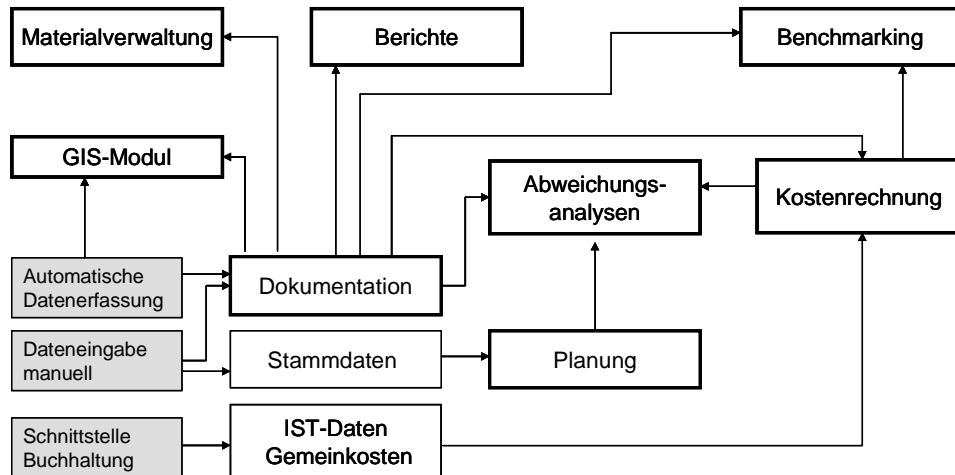 Materialverwaltung
Berichte
Benchmarking
GIS-Modul
Abweichungs-
analysen
Kostenrechnung
Automatische
Datenerfassung
Dokumentation
Dateneingabe
manuell
Stammdaten
Planung
Schnittstelle
Buchhaltung
IST-Daten
Gemeinkosten